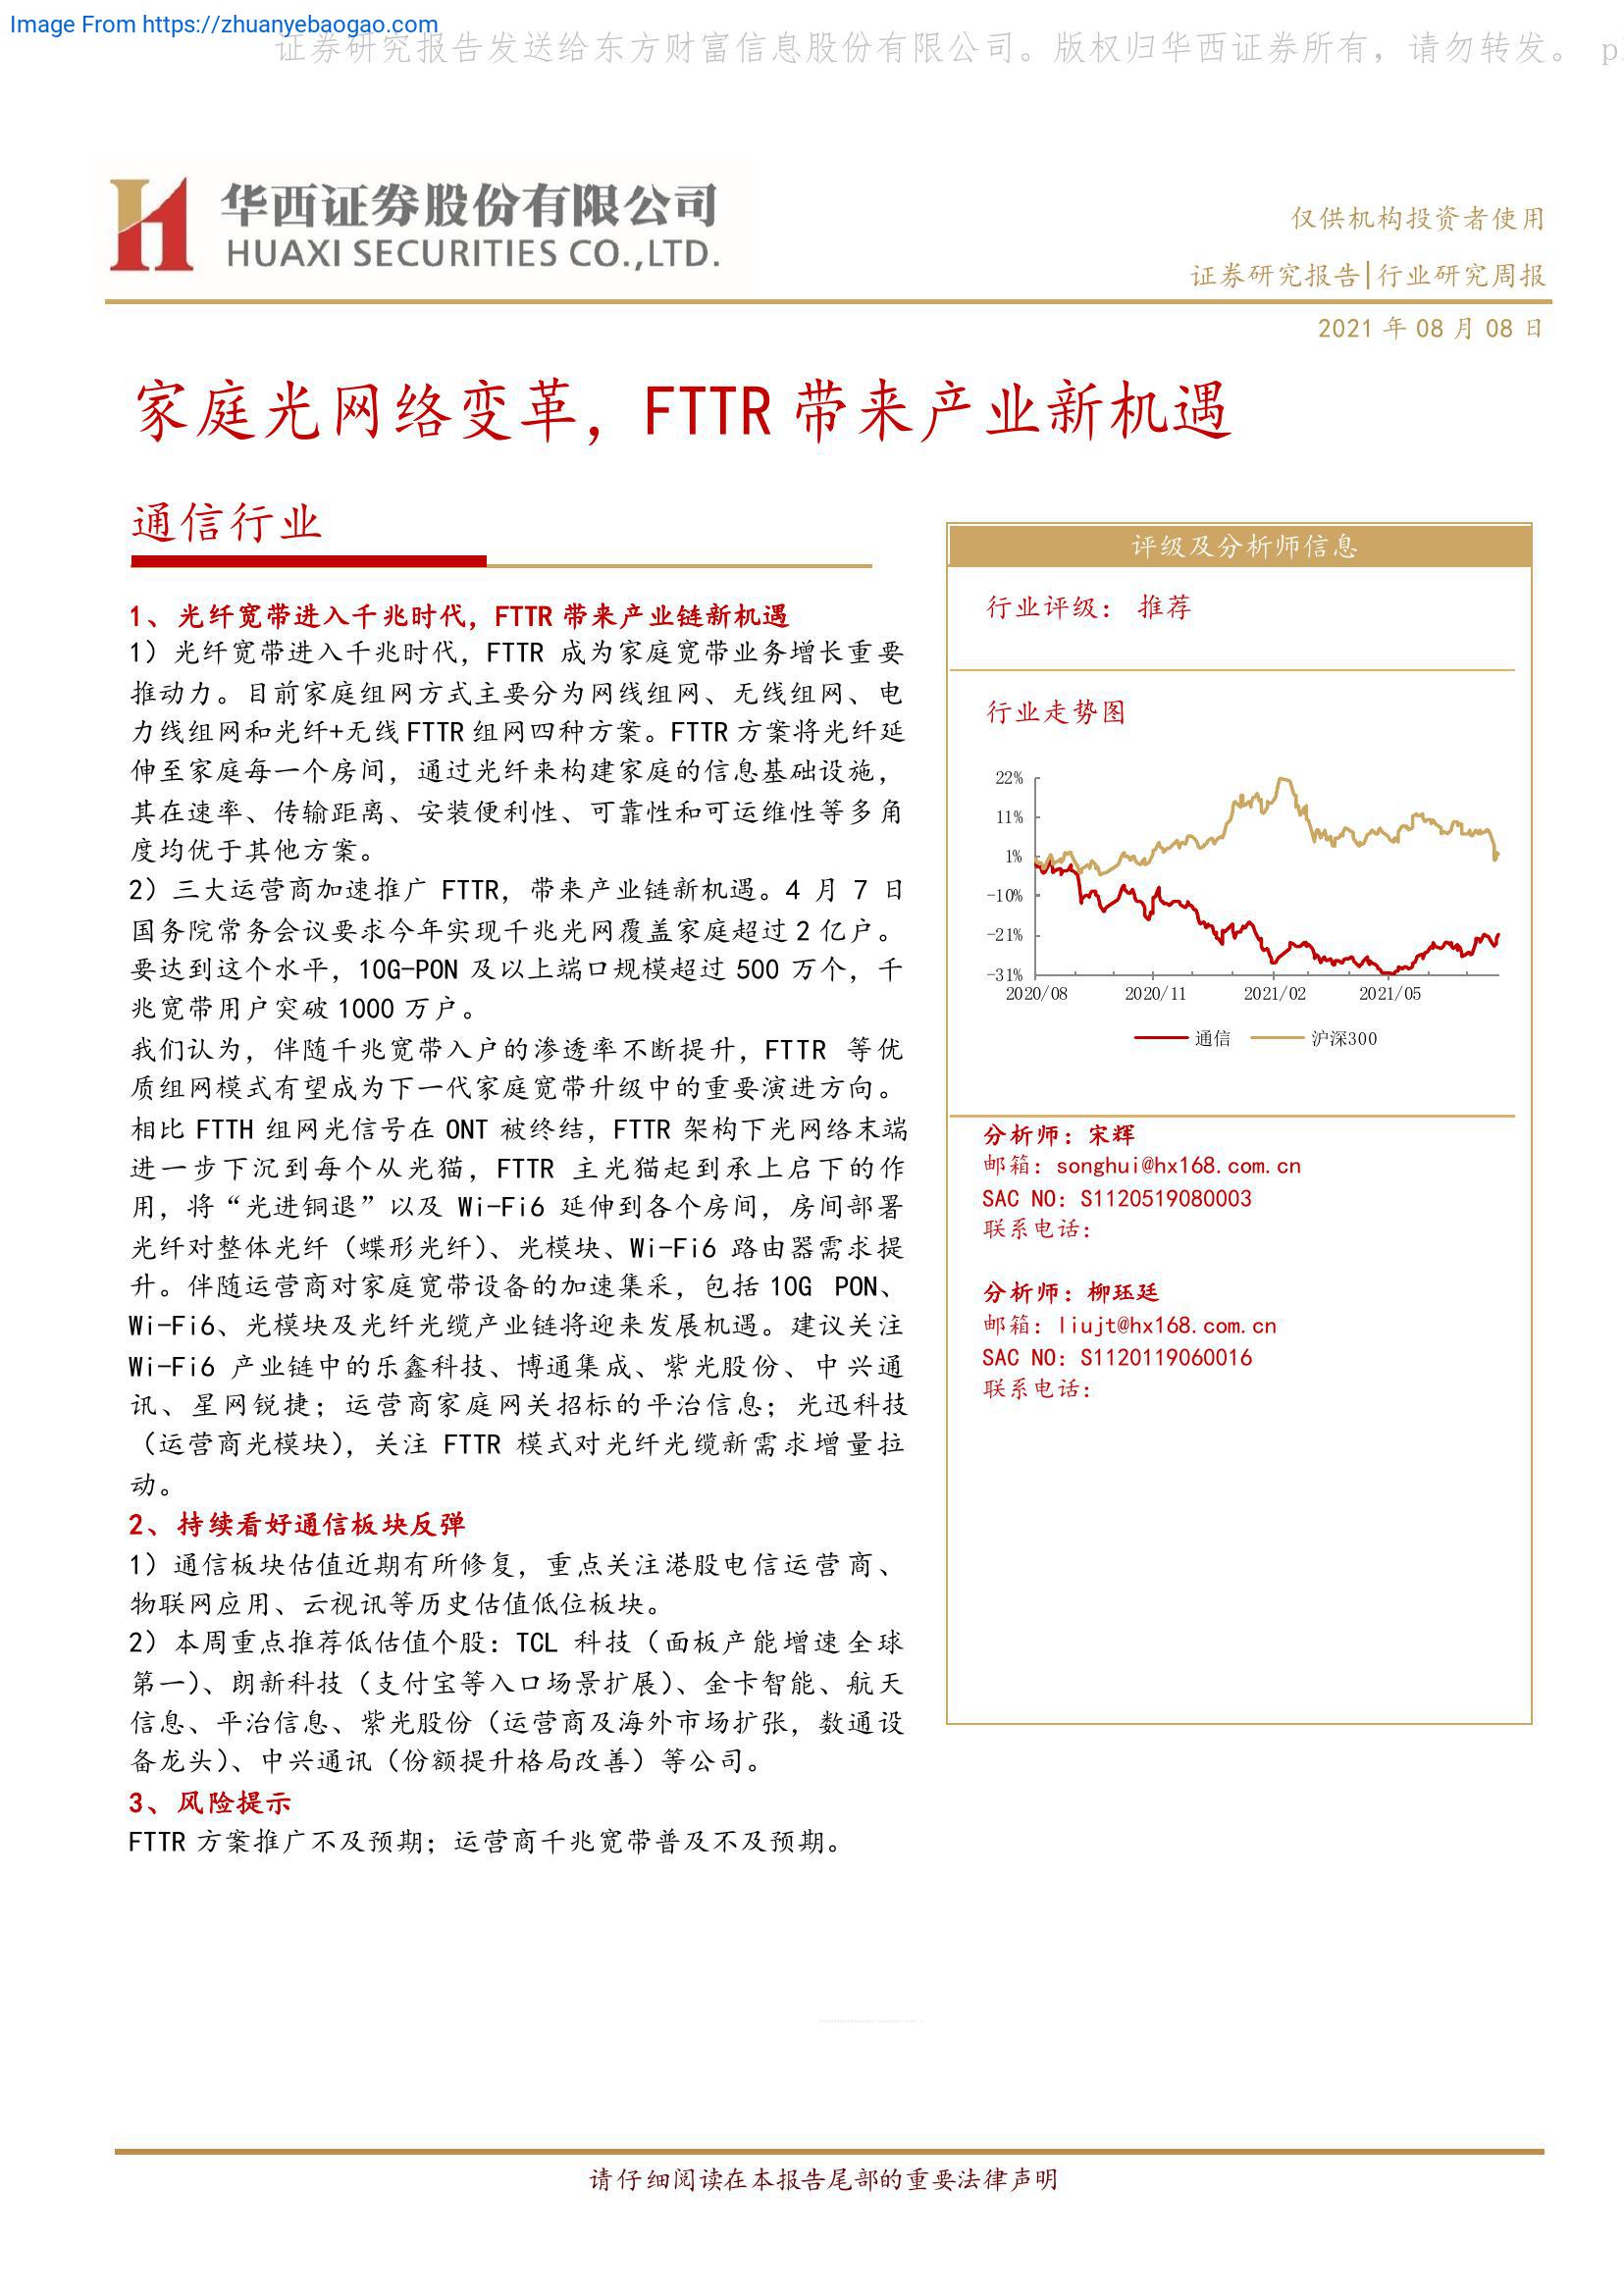 Image From https://zhuanyebaogao.com
证券研究报告发送给东方财富信息股份有限公司。版权归华西证券所有，请勿转发。 p
华西证券股份有限公司
HUAXI SECURITIES CO.,LTD.
仅供机构投资者使用
证券研究报告|行业研究周报
2021 年 08 月 08 日
家庭光网络变革，FTTR 带来产业新机遇
通信行业
1、光纤宽带进入千兆时代，FTTR 带来产业链新机遇
1）光纤宽带进入千兆时代，FTTR 成为家庭宽带业务增长重要
推动力。目前家庭组网方式主要分为网线组网、无线组网、电
力线组网和光纤+无线 FTTR 组网四种方案。FTTR 方案将光纤延
伸至家庭每一个房间，通过光纤来构建家庭的信息基础设施，
其在速率、传输距离、安装便利性、可靠性和可运维性等多角
度均优于其他方案。
2）三大运营商加速推广 FTTR，带来产业链新机遇。4 月 7 日
国务院常务会议要求今年实现千兆光网覆盖家庭超过 2 亿户。
要达到这个水平，10G-PON 及以上端口规模超过 500 万个，千
兆宽带用户突破 1000 万户。
我们认为，伴随千兆宽带入户的渗透率不断提升，FTTR 等优
质组网模式有望成为下一代家庭宽带升级中的重要演进方向。
相比 FTTH 组网光信号在 ONT 被终结，FTTR 架构下光网络末端
进一步下沉到每个从光猫，FTTR 主光猫起到承上启下的作
用，将“光进铜退”以及 Wi-Fi6 延伸到各个房间，房间部署
光纤对整体光纤（蝶形光纤）、光模块、Wi-Fi6 路由器需求提
升。伴随运营商对家庭宽带设备的加速集采，包括 10G PON、
Wi-Fi6、光模块及光纤光缆产业链将迎来发展机遇。建议关注
Wi-Fi6 产业链中的乐鑫科技、博通集成、紫光股份、中兴通
讯、星网锐捷；运营商家庭网关招标的平治信息；光迅科技
（运营商光模块），关注 FTTR 模式对光纤光缆新需求增量拉
动。
2、持续看好通信板块反弹
1）通信板块估值近期有所修复，重点关注港股电信运营商、
物联网应用、云视讯等历史估值低位板块。
2）本周重点推荐低估值个股：TCL 科技（面板产能增速全球
第一）、朗新科技（支付宝等入口场景扩展）、金卡智能、航天
信息、平治信息、紫光股份（运营商及海外市场扩张，数通设
备龙头）、中兴通讯（份额提升格局改善）等公司。
3、风险提示
FTTR 方案推广不及预期；运营商千兆宽带普及不及预期。
评级及分析师信息
行业评级： 推荐
行业走势图
22%
11%
1%
-10%
-21%
-31%
2020/08 2020/11 2021/02 2021/05
通信 沪深300
分析师：宋辉
邮箱：songhui@hx168.com.cn
SAC NO：S1120519080003
联系电话：
分析师：柳珏廷
邮箱：liujt@hx168.com.cn
SAC NO：S1120119060016
联系电话：
请仔细阅读在本报告尾部的重要法律声明